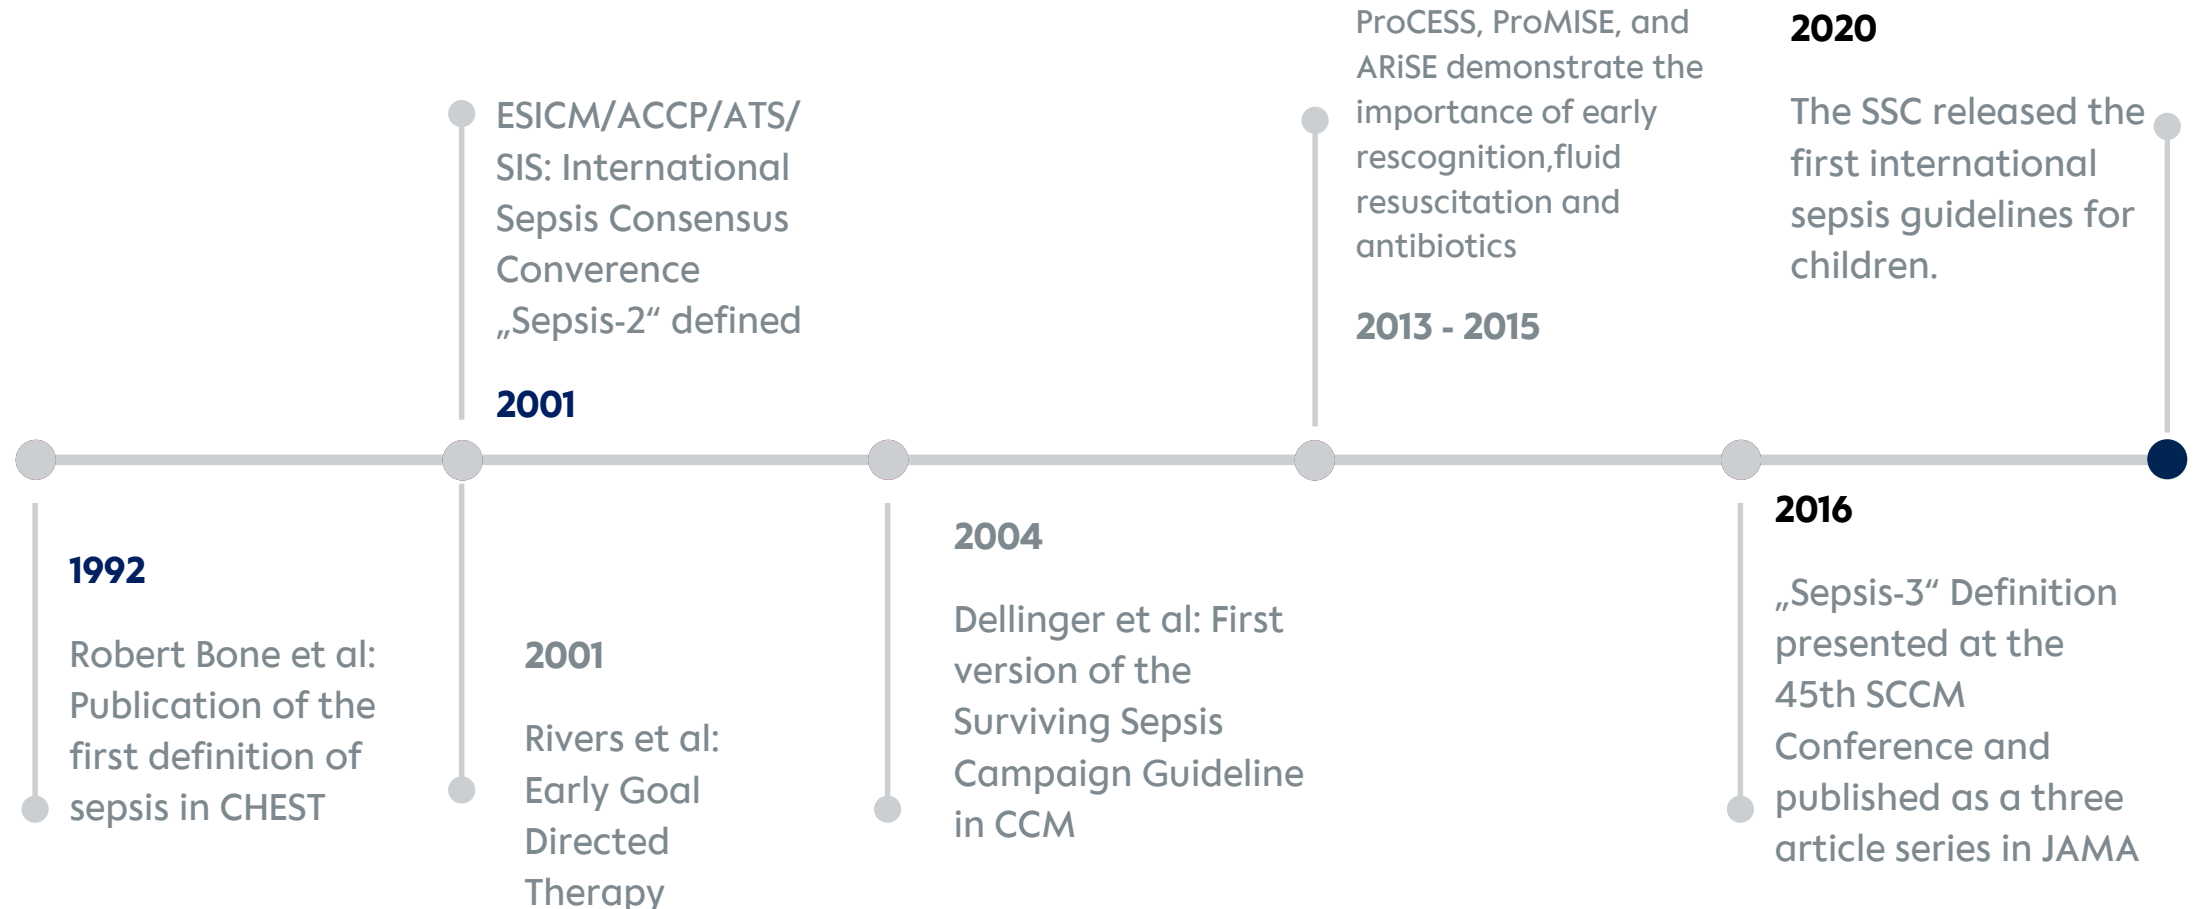 1992
Robert Bone et al:
Publication of the
first definition of
sepsis in CHEST
ESICM/ACCP/ATS/
SIS: International
Sepsis Consensus
Converence
„Sepsis-2“ defined
2001
2001
Rivers et al:
Early Goal
Directed
Therapy
2004
Dellinger et al: First
version of the
Surviving Sepsis
Campaign Guideline
in CCM
ProCESS, ProMISE, and
ARiSE demonstrate the
importance of early
rescognition,fluid
resuscitation and
antibiotics
2013 - 2015
2016
„Sepsis-3“ Definition
presented at the
45th SCCM
Conference and
published as a three
article series in JAMA
2020
The SSC released the
first international
sepsis guidelines for
children.